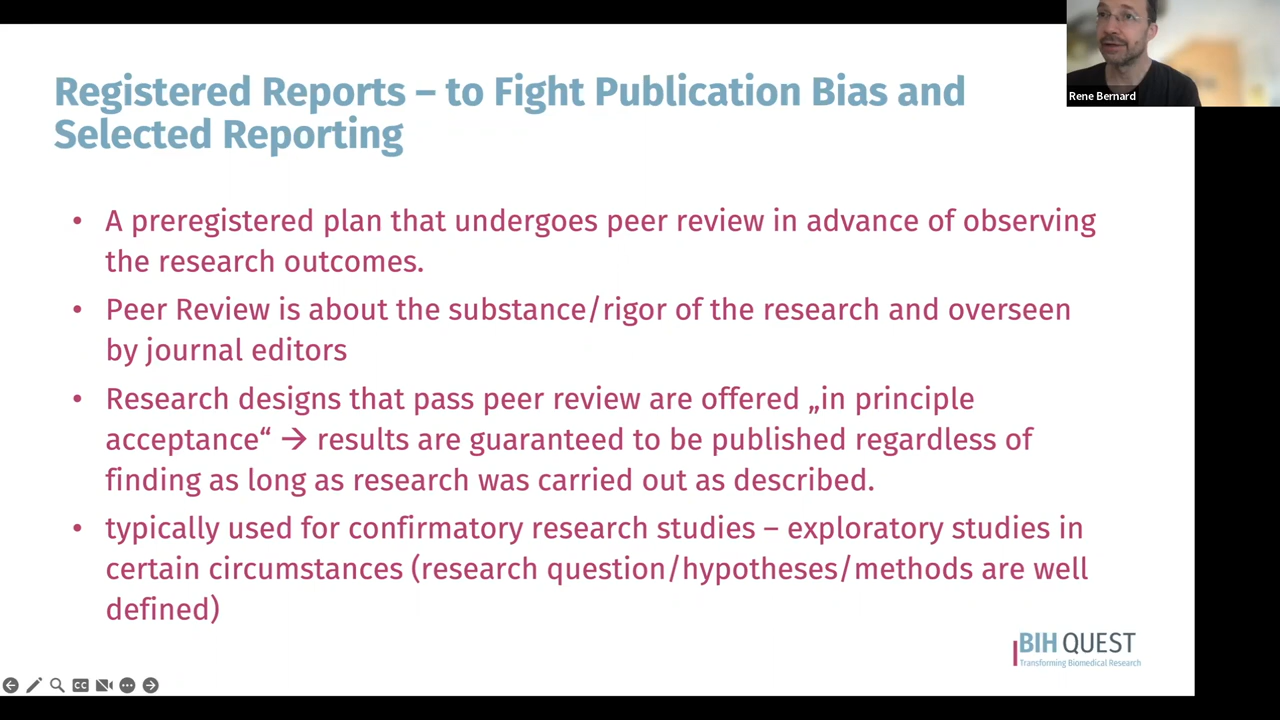 Registered Reports – to Fight Publication Bias and
Selected Reporting
Rene Bernard
• A preregistered plan that undergoes peer review in advance of observing
the research outcomes.
• Peer Review is about the substance/rigor of the research and overseen
by journal editors
• Research designs that pass peer review are offered „in principle
acceptance“ → results are guaranteed to be published regardless of
finding as long as research was carried out as described.
• typically used for confirmatory research studies – exploratory studies in
certain circumstances (research question/hypotheses/methods are well
defined)
BIH QUEST
Transforming Biomedical Research
CC